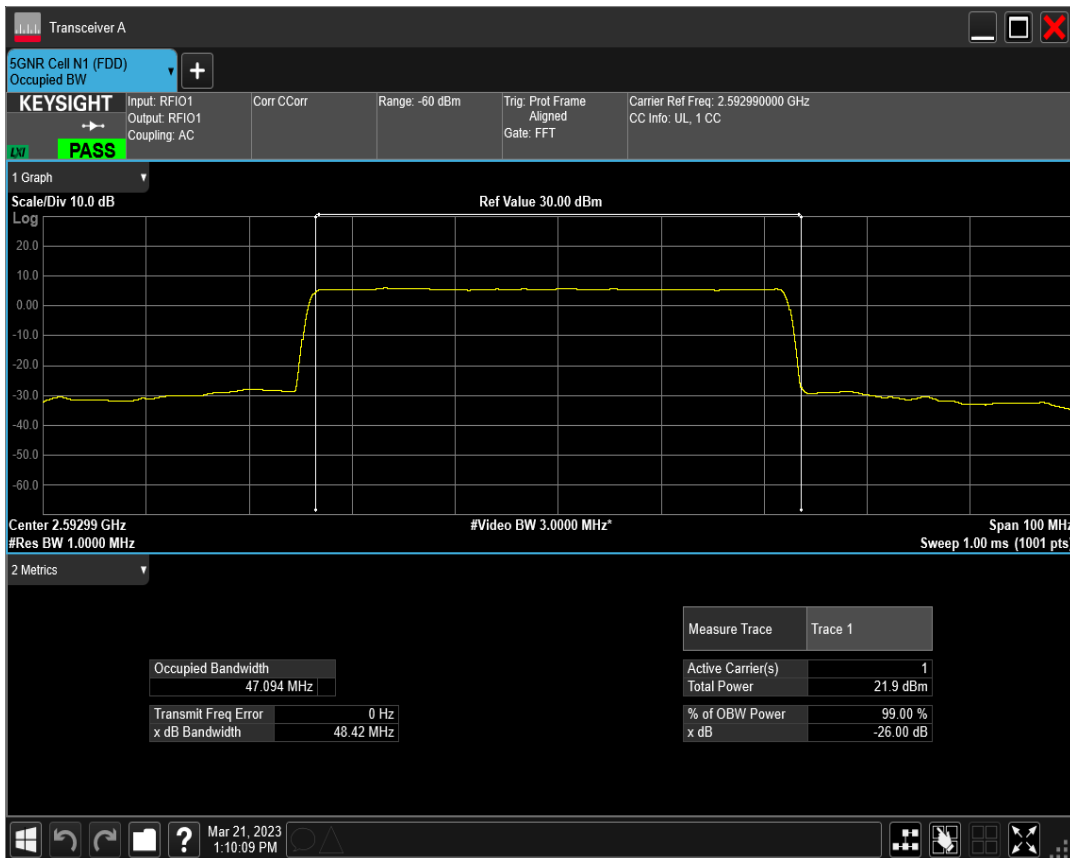 Transceiver A
5GNR Cell N1 (FDD)
Occupied BW
+
KEYSIGHT
LXI
PASS
Input: RFIO1
Output: RFIO1
Coupling: AC
Corr CCorr
Range: -60 dBm
Trig: Prot Frame
Aligned
Gate: FFT
Carrier Ref Freq: 2.592990000 GHz
CC Info: UL, 1 CC
1 Graph
Scale/Div 10.0 dB
Ref Value 30.00 dBm
Log
20.0
10.0
0.00
-10.0
-20.0
-30.0
-40.0
-50.0
-60.0
Center 2.59299 GHz
#Video BW 3.0000 MHz*
Span 100 MHz
#Res BW 1.0000 MHz
Sweep 1.00 ms (1001 pts)
2 Metrics
Measure Trace Trace 1
Occupied Bandwidth
47.094 MHz
Active Carrier(s) 1
Total Power 21.9 dBm
Transmit Freq Error 0 Hz
x dB Bandwidth 48.42 MHz
% of OBW Power 99.00 %
x dB -26.00 dB
?
Mar 21, 2023
1:10:09 PM